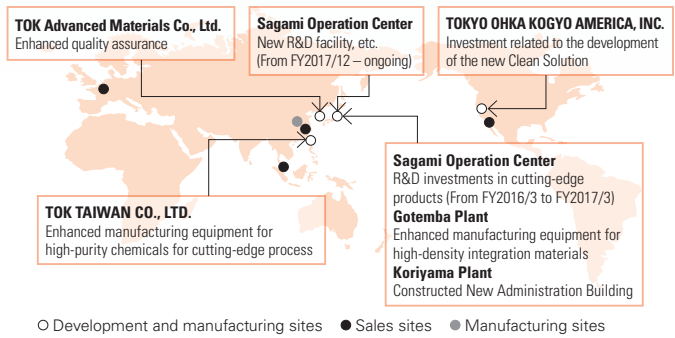 TOK Advanced Materials Co., Ltd.
Enhanced quality assurance
Sagami Operation Center
New R&D facility, etc.
(From FY2017/12 – ongoing)
TOKYO OHKA KOGYO AMERICA, INC.
Investment related to the development
of the new Clean Solution
TOK TAIWAN CO., LTD.
Enhanced manufacturing equipment for
high-purity chemicals for cutting-edge process
Sagami Operation Center
R&D investments in cutting-edge
products (From FY2016/3 to FY2017/3)
Gotemba Plant
Enhanced manufacturing equipment for
high-density integration materials
Koriyama Plant
Constructed New Administration Building
Development and manufacturing sites
Sales sites
Manufacturing sites